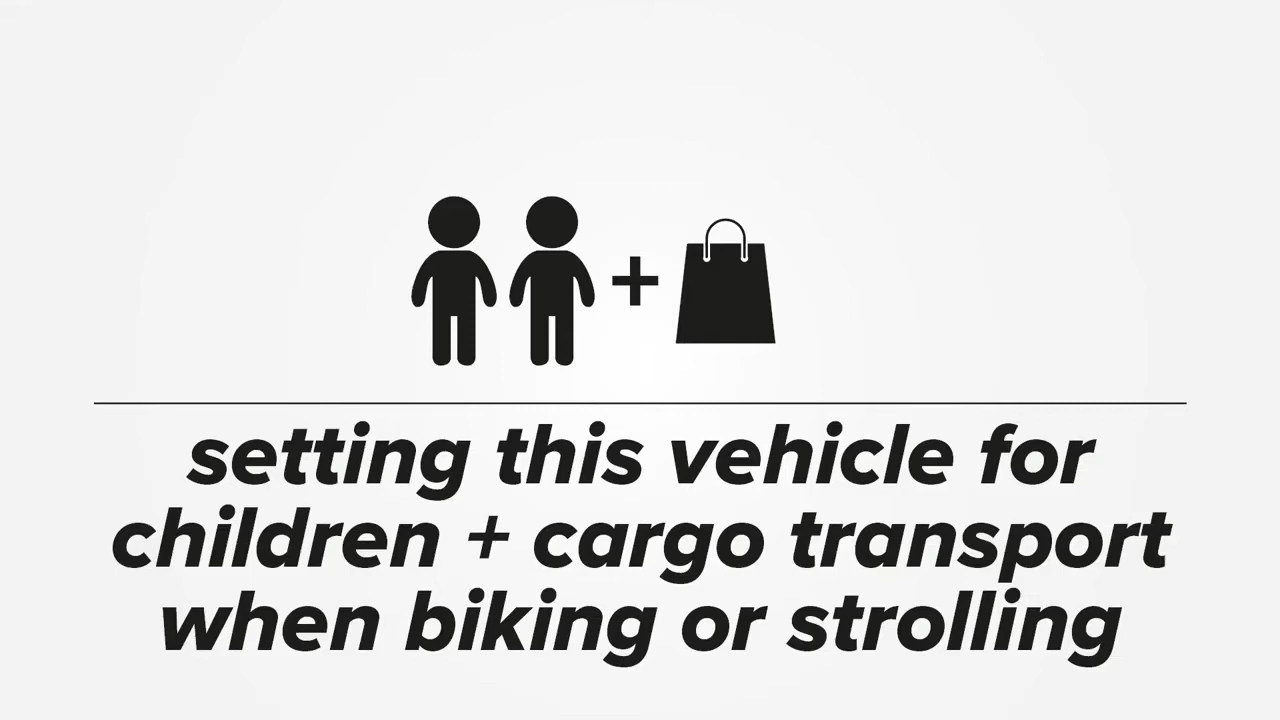 +
setting this vehicle for
children + cargo transport
when biking or strolling